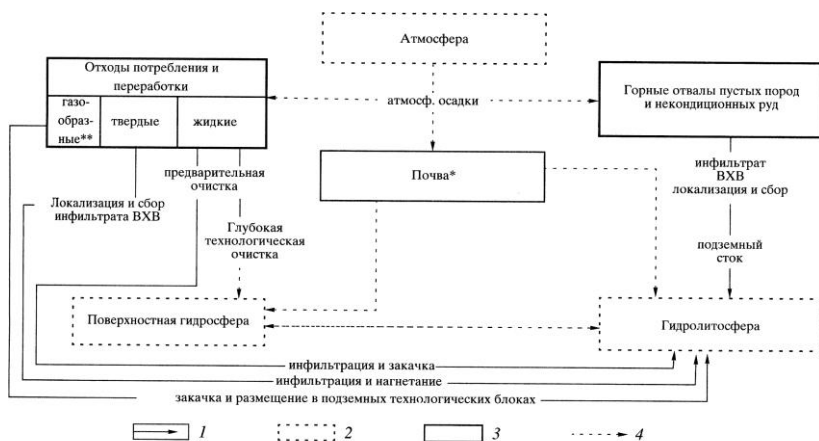 Атмосфера
Отходы потребления и
переработки
газо-
образ-
ные**
твердые
жидкие
атмосф. осадки
Горные отвалы пустых пород
и некондиционных руд
предварительная
очистка
Почва*
инфильтрат
ВХВ
локализация и сбор
Локализация и сбор
инфильтрата ВХВ
Глубокая
технологическая
очистка
подземный
сток
Поверхностная гидросфера
Гидролитосфера
инфильтрация и закачка
инфильтрация и нагнетание
закачка и размещение в подземных технологических блоках
1
2
3
4